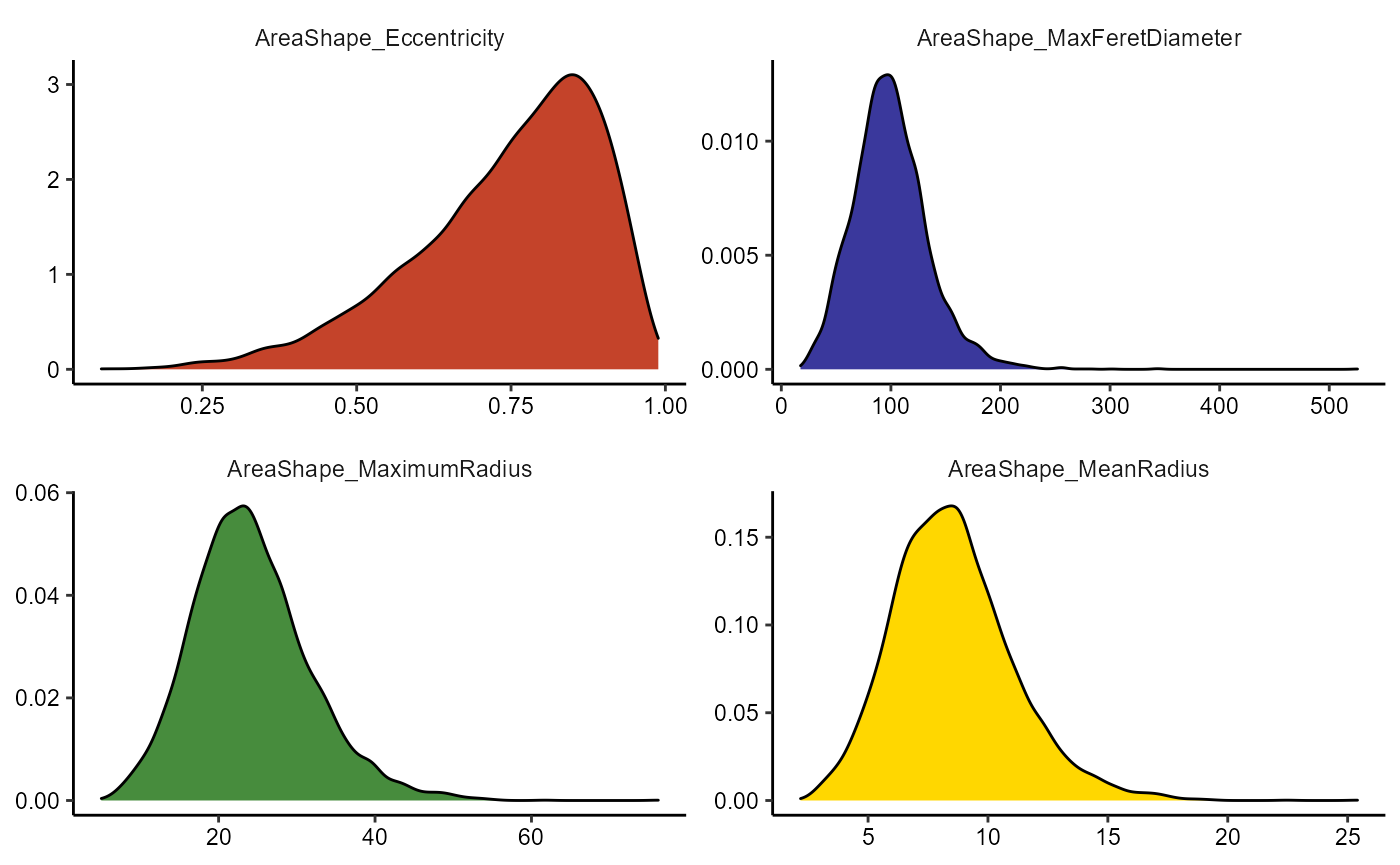 AreaShape_Eccentricity
3
2
1
0
0.25 0.50 0.75 1.00
AreaShape_MaxFeretDiameter
0.010
0.005
0.000
0 100 200 300 400 500
AreaShape_MaximumRadius
0.06
0.04
0.02
0.00
20 40 60
AreaShape_MeanRadius
0.15
0.10
0.05
0.00
5 10 15 20 25